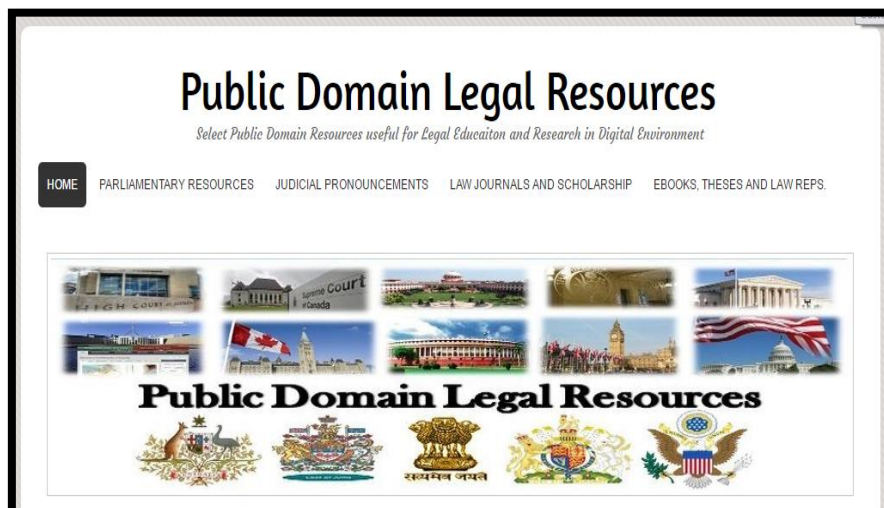 Public Domain Legal Resources
Select Public Domain Resources useful for Legal Educaiton and Research in Digital Environment
HOME PARLIAMENTARY RESOURCES JUDICIAL PRONOUNCEMENTS LAW JOURNALS AND SCHOLARSHIP EBOOKS, THESES AND LAW REPS.
HIGH COURT
Supreme Court
of Canada
Public Domain Legal Resources
सत्यमेव जयते